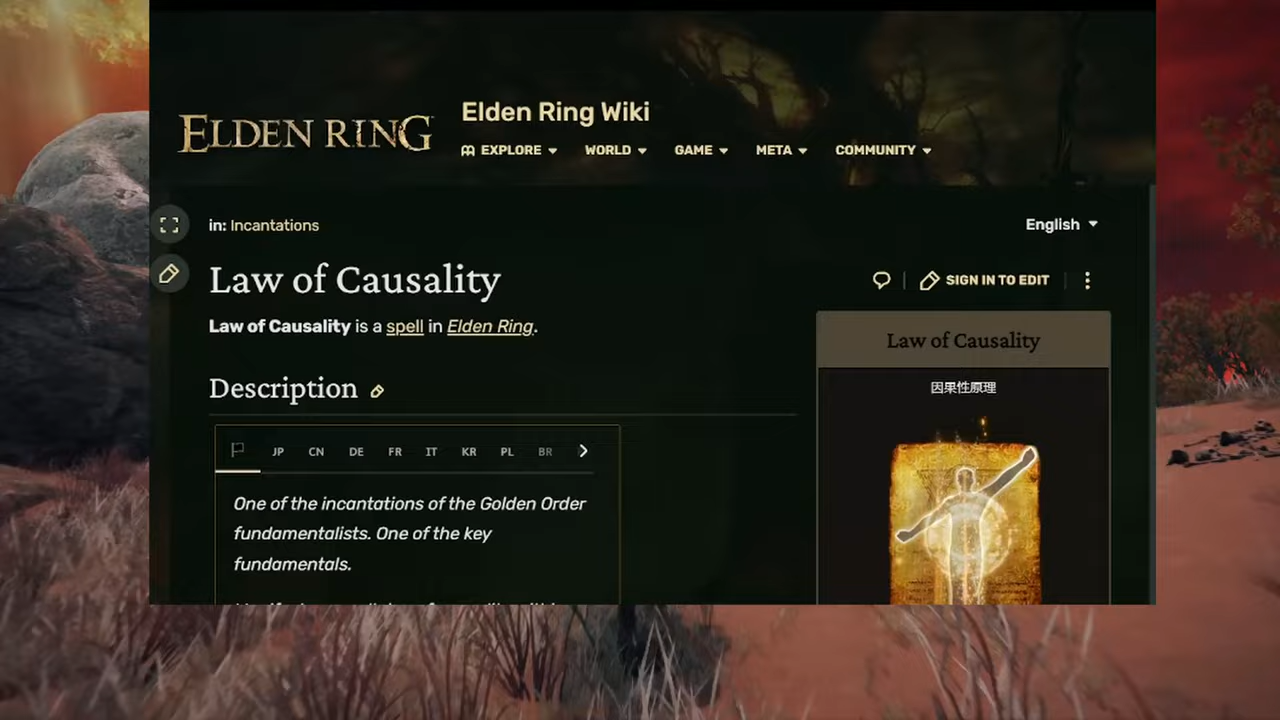 ELDEN RING
Elden Ring Wiki
EXPLORE
WORLD
GAME
META
COMMUNITY
in: Incantations
English
Law of Causality
SIGN IN TO EDIT
Law of Causality is a spell in Elden Ring.
Law of Causality
因果性原理
Description
JP CN DE FR IT KR PL BR
One of the incantations of the Golden Order
fundamentalists. One of the key
fundamentals.